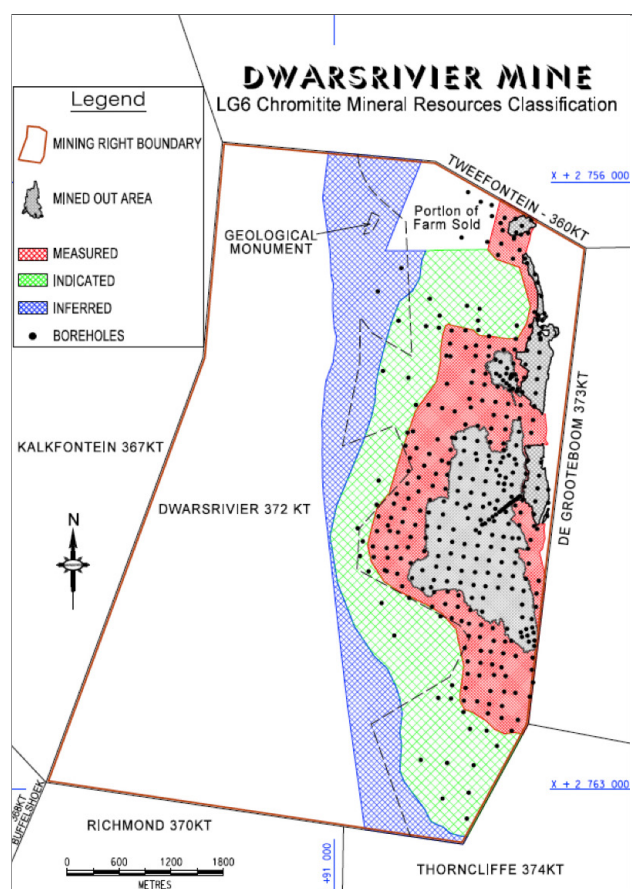 DWARSRIVIER MINE
LG6 Chromitite Mineral Resources Classification
Legend
MINING RIGHT BOUNDARY
MINED OUT AREA
MEASURED
INDICATED
INFERRED
BOREHOLES
TWEEFONTEIN - 360KT
X + 2 756 000
Portion of
Farm Sold
GEOLOGICAL
MONUMENT
KALKFONTEIN 367KT
DWARSRIVIER 372 KT
DE GROOTEBOOM 373KT
N
X + 2 763 000
368KT
BUFFELSHOEK
RICHMOND 370KT
THORNCLIFFE 374KT
+91 000
0 600 1200 1800
METRES